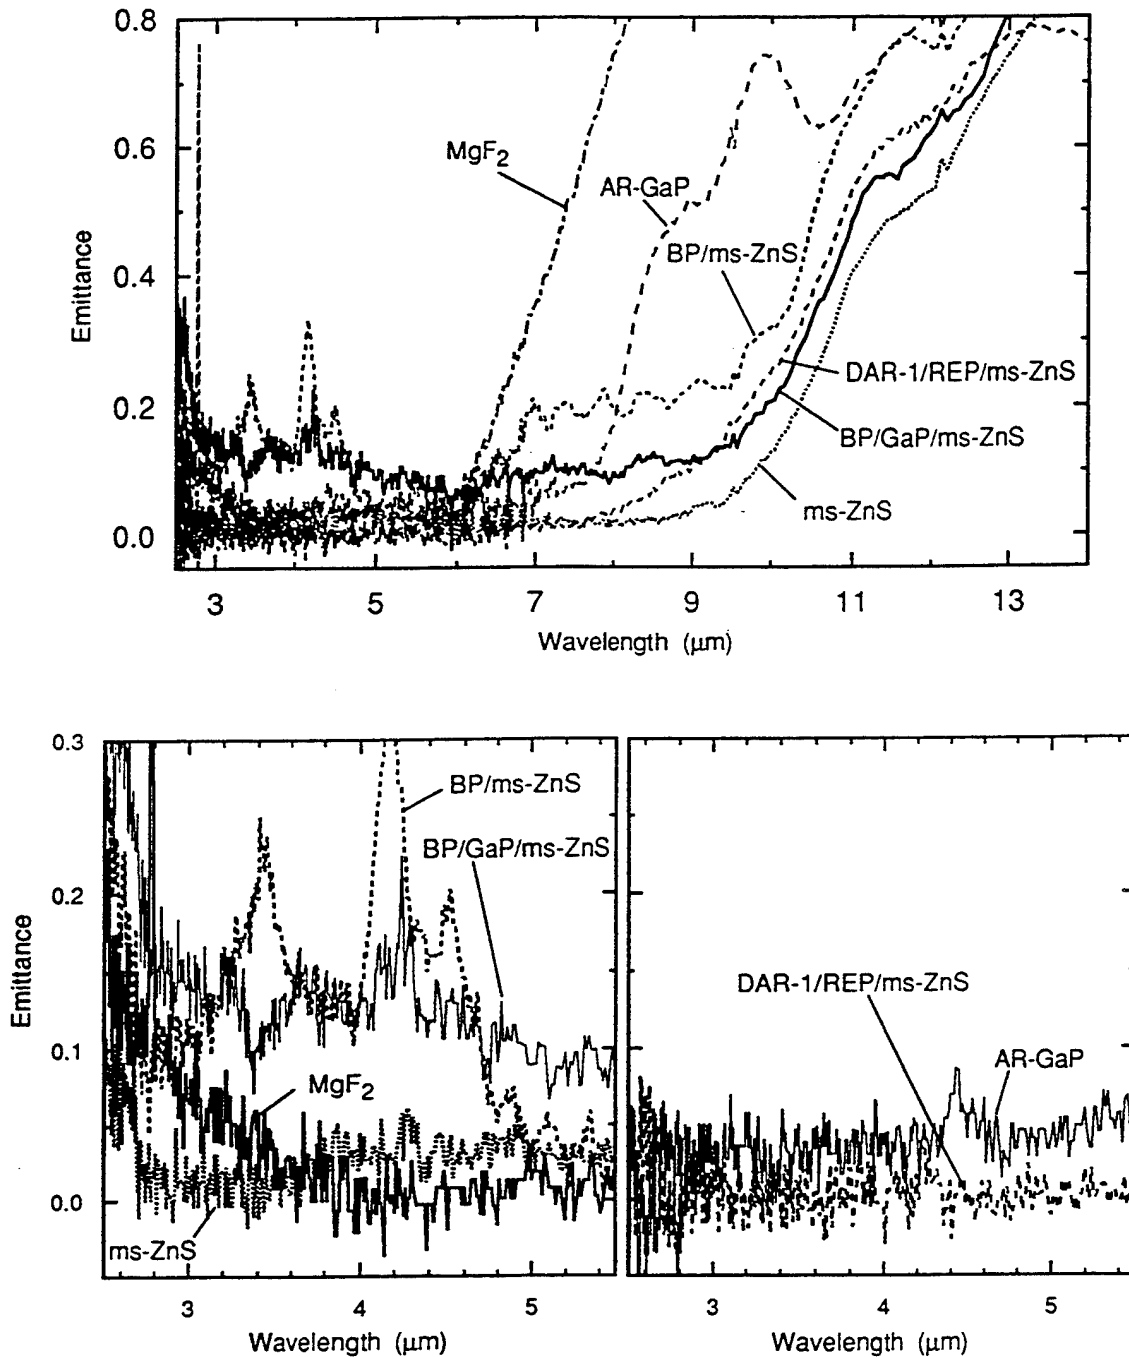 0.8
0.6
0.4
0.2
0.0
Emittance
MgF2
AR-GaP
BP/ms-ZnS
DAR-1/REP/ms-ZnS
BP/GaP/ms-ZnS
ms-ZnS
3 5 7 9 11 13
Wavelength (μm)
0.3
0.2
0.1
0.0
Emittance
BP/ms-ZnS
BP/GaP/ms-ZnS
MgF2
ms-ZnS
3 4 5
Wavelength (μm)
DAR-1/REP/ms-ZnS
AR-GaP
3 4 5
Wavelength (μm)